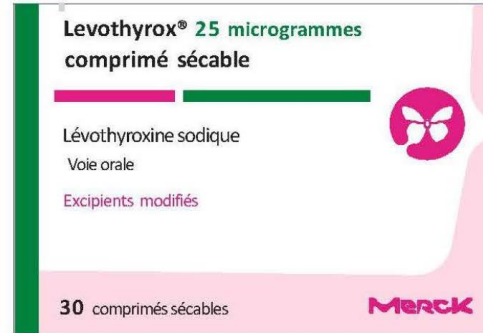 Levothyrox® 25 microgrammes
comprimé sécable
Lévothyroxine sodique
Voie orale
Excipients modifiés
30 comprimés sécables
MERCK